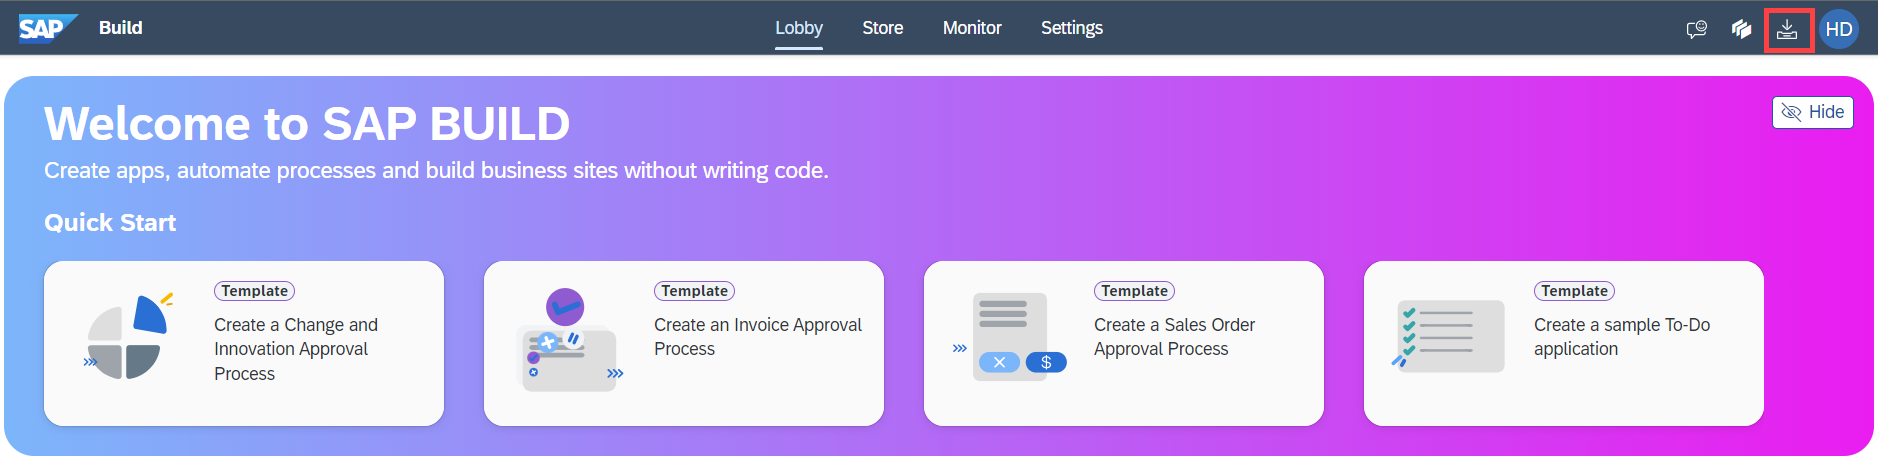 SAP Build Lobby Store Monitor Settings HD
Welcome to SAP BUILD
Hide
Create apps, automate processes and build business sites without writing code.
Quick Start
Template
Create a Change and
Innovation Approval
Process
Template
Create an Invoice Approval
Process
Template
Create a Sales Order
Approval Process
$
Template
Create a sample To-Do
application